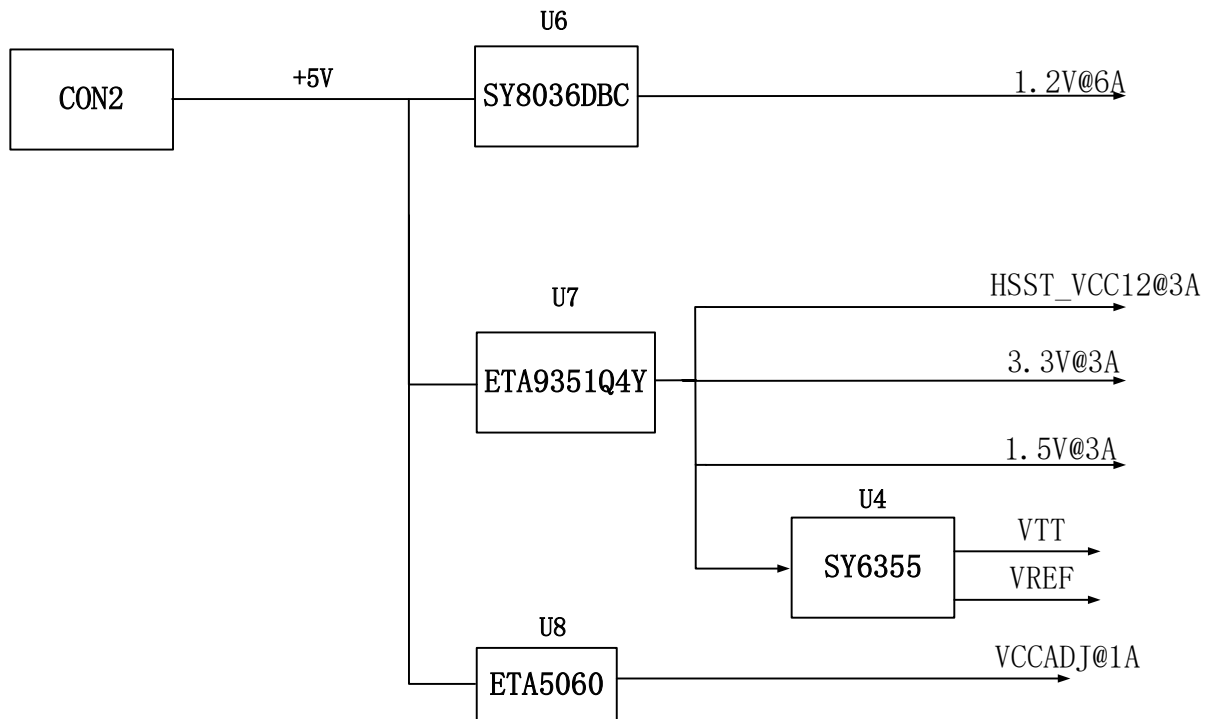 U6
CON2
+5V
SY8036DBC
1.2V@6A
HSST_VCC12@3A
U7
ETA9351Q4Y
3.3V@3A
1.5V@3A
U4
SY6355
VTT
VREF
U8
ETA5060
VCCADJ@1A